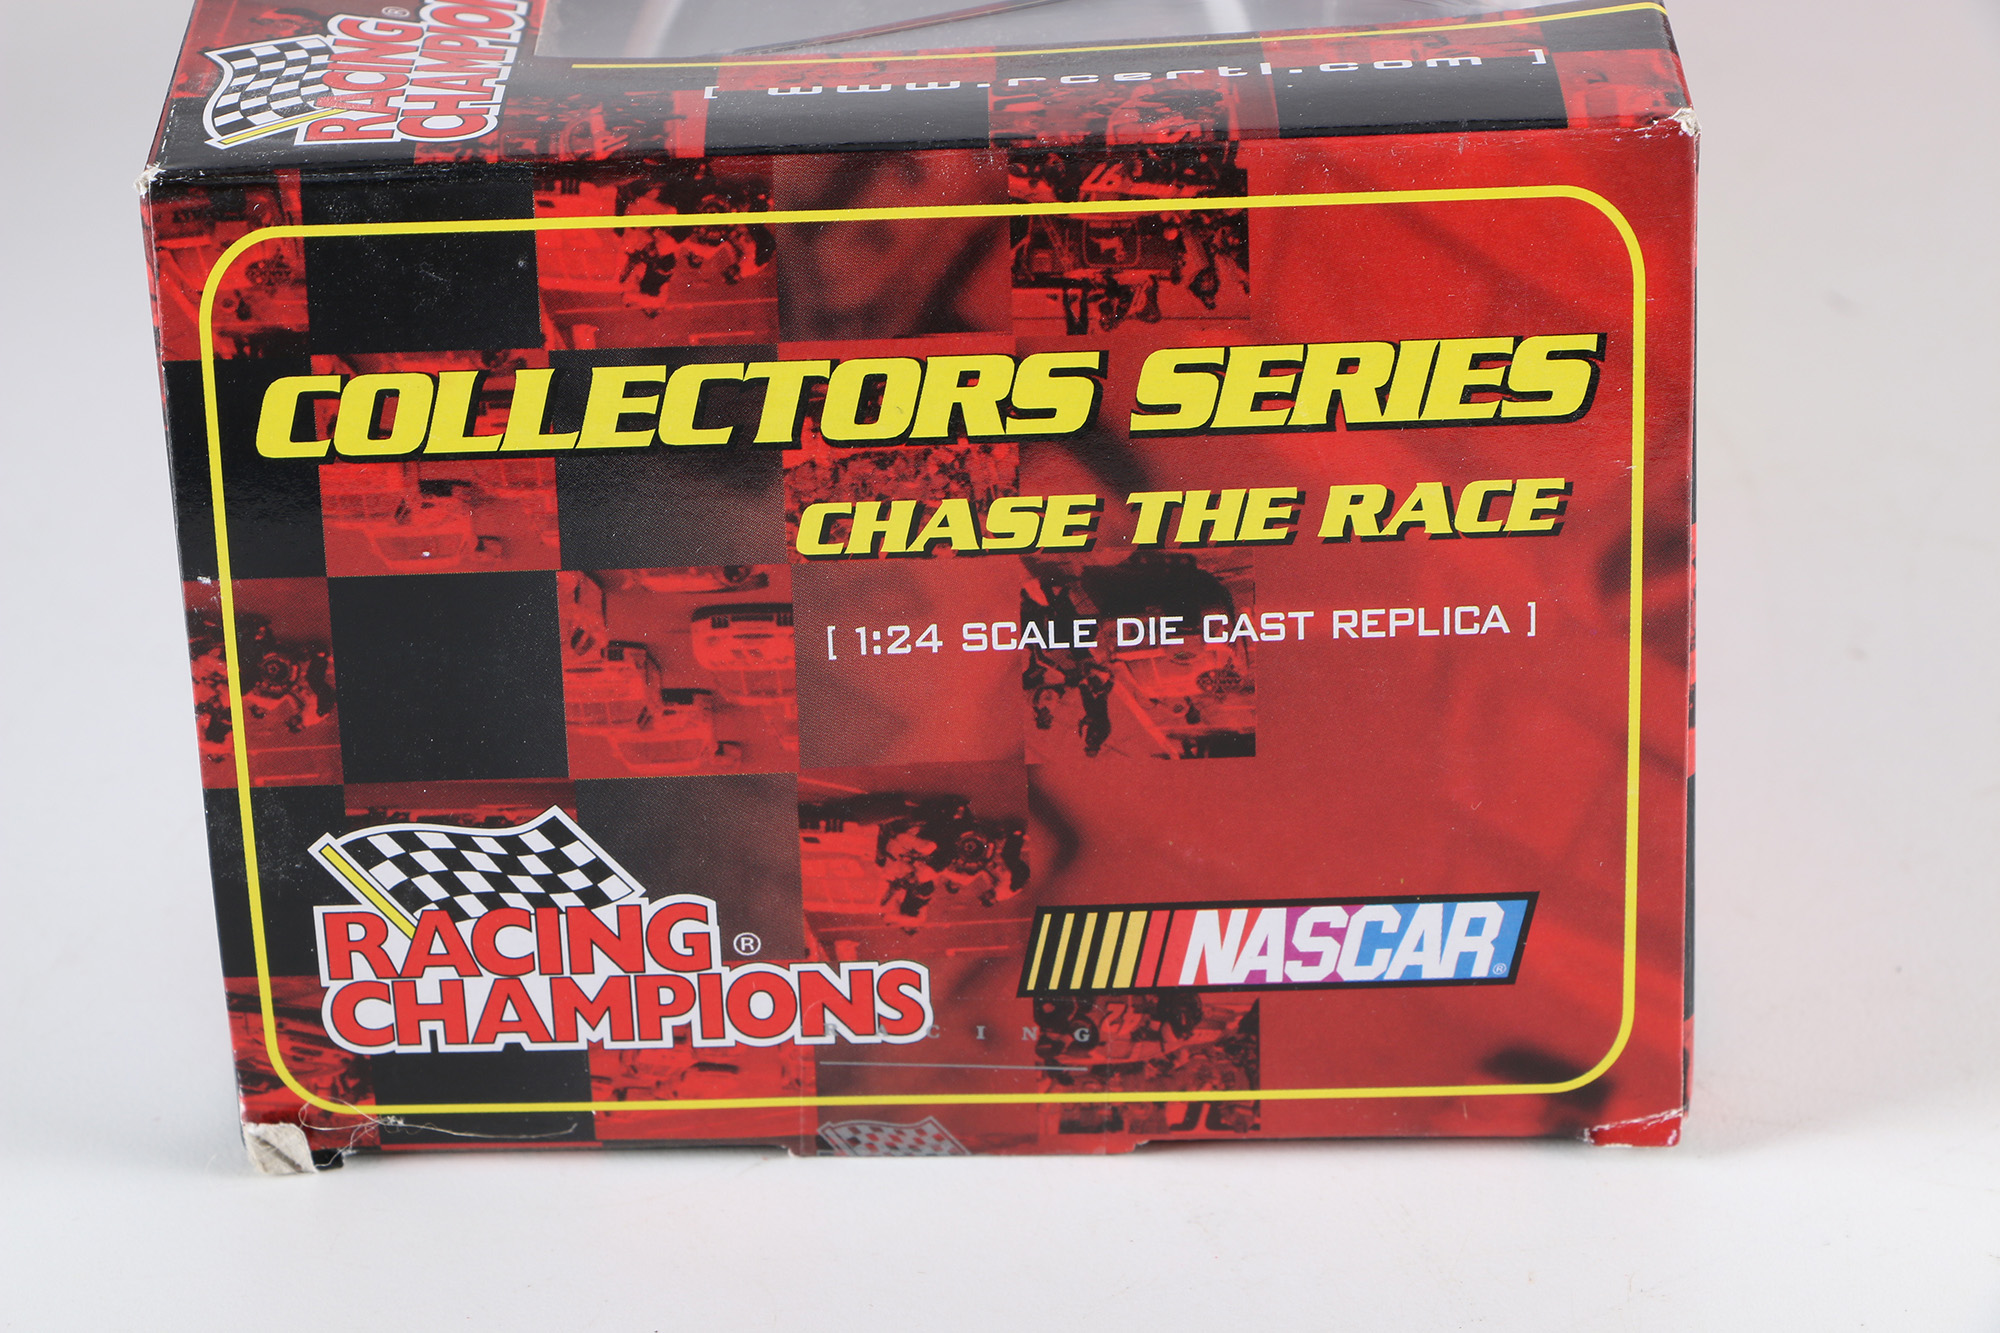 RACING ®
CHAMPIO
[ www.rcertl.com ]
COLLECTORS SERIES
CHASE THE RACE
[ 1:24 SCALE DIE CAST REPLICA ]
RACING ®
CHAMPIONS
NASCAR ®
RACING